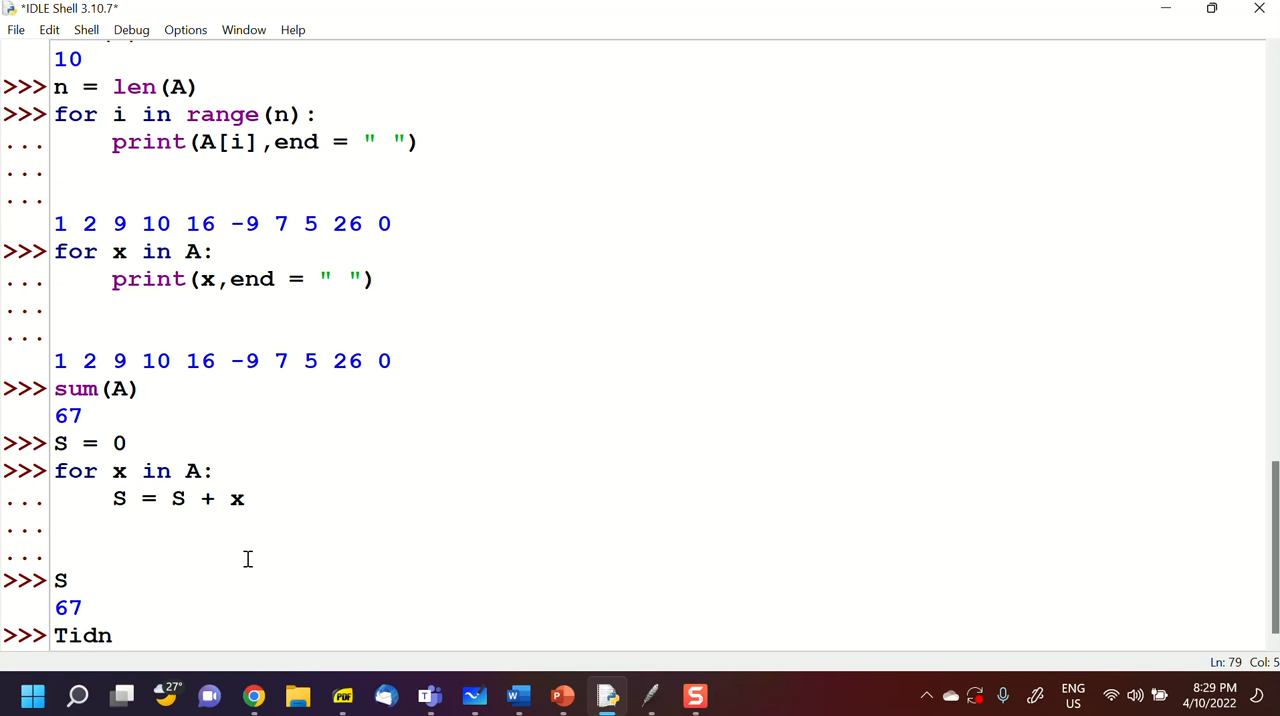 *IDLE Shell 3.10.7*
File Edit Shell Debug Options Window Help
10
>>> n = len(A)
>>> for i in range(n):
...     print(A[i],end = " ")
...
...
1 2 9 10 16 -9 7 5 26 0
>>> for x in A:
...     print(x,end = " ")
...
...
1 2 9 10 16 -9 7 5 26 0
>>> sum(A)
67
>>> S = 0
>>> for x in A:
...     S = S + x
...
...
>>> S
67
>>> Tidn
Ln: 79 Col: 5
27°
PDF
ENG
US
8:29 PM
4/10/2022